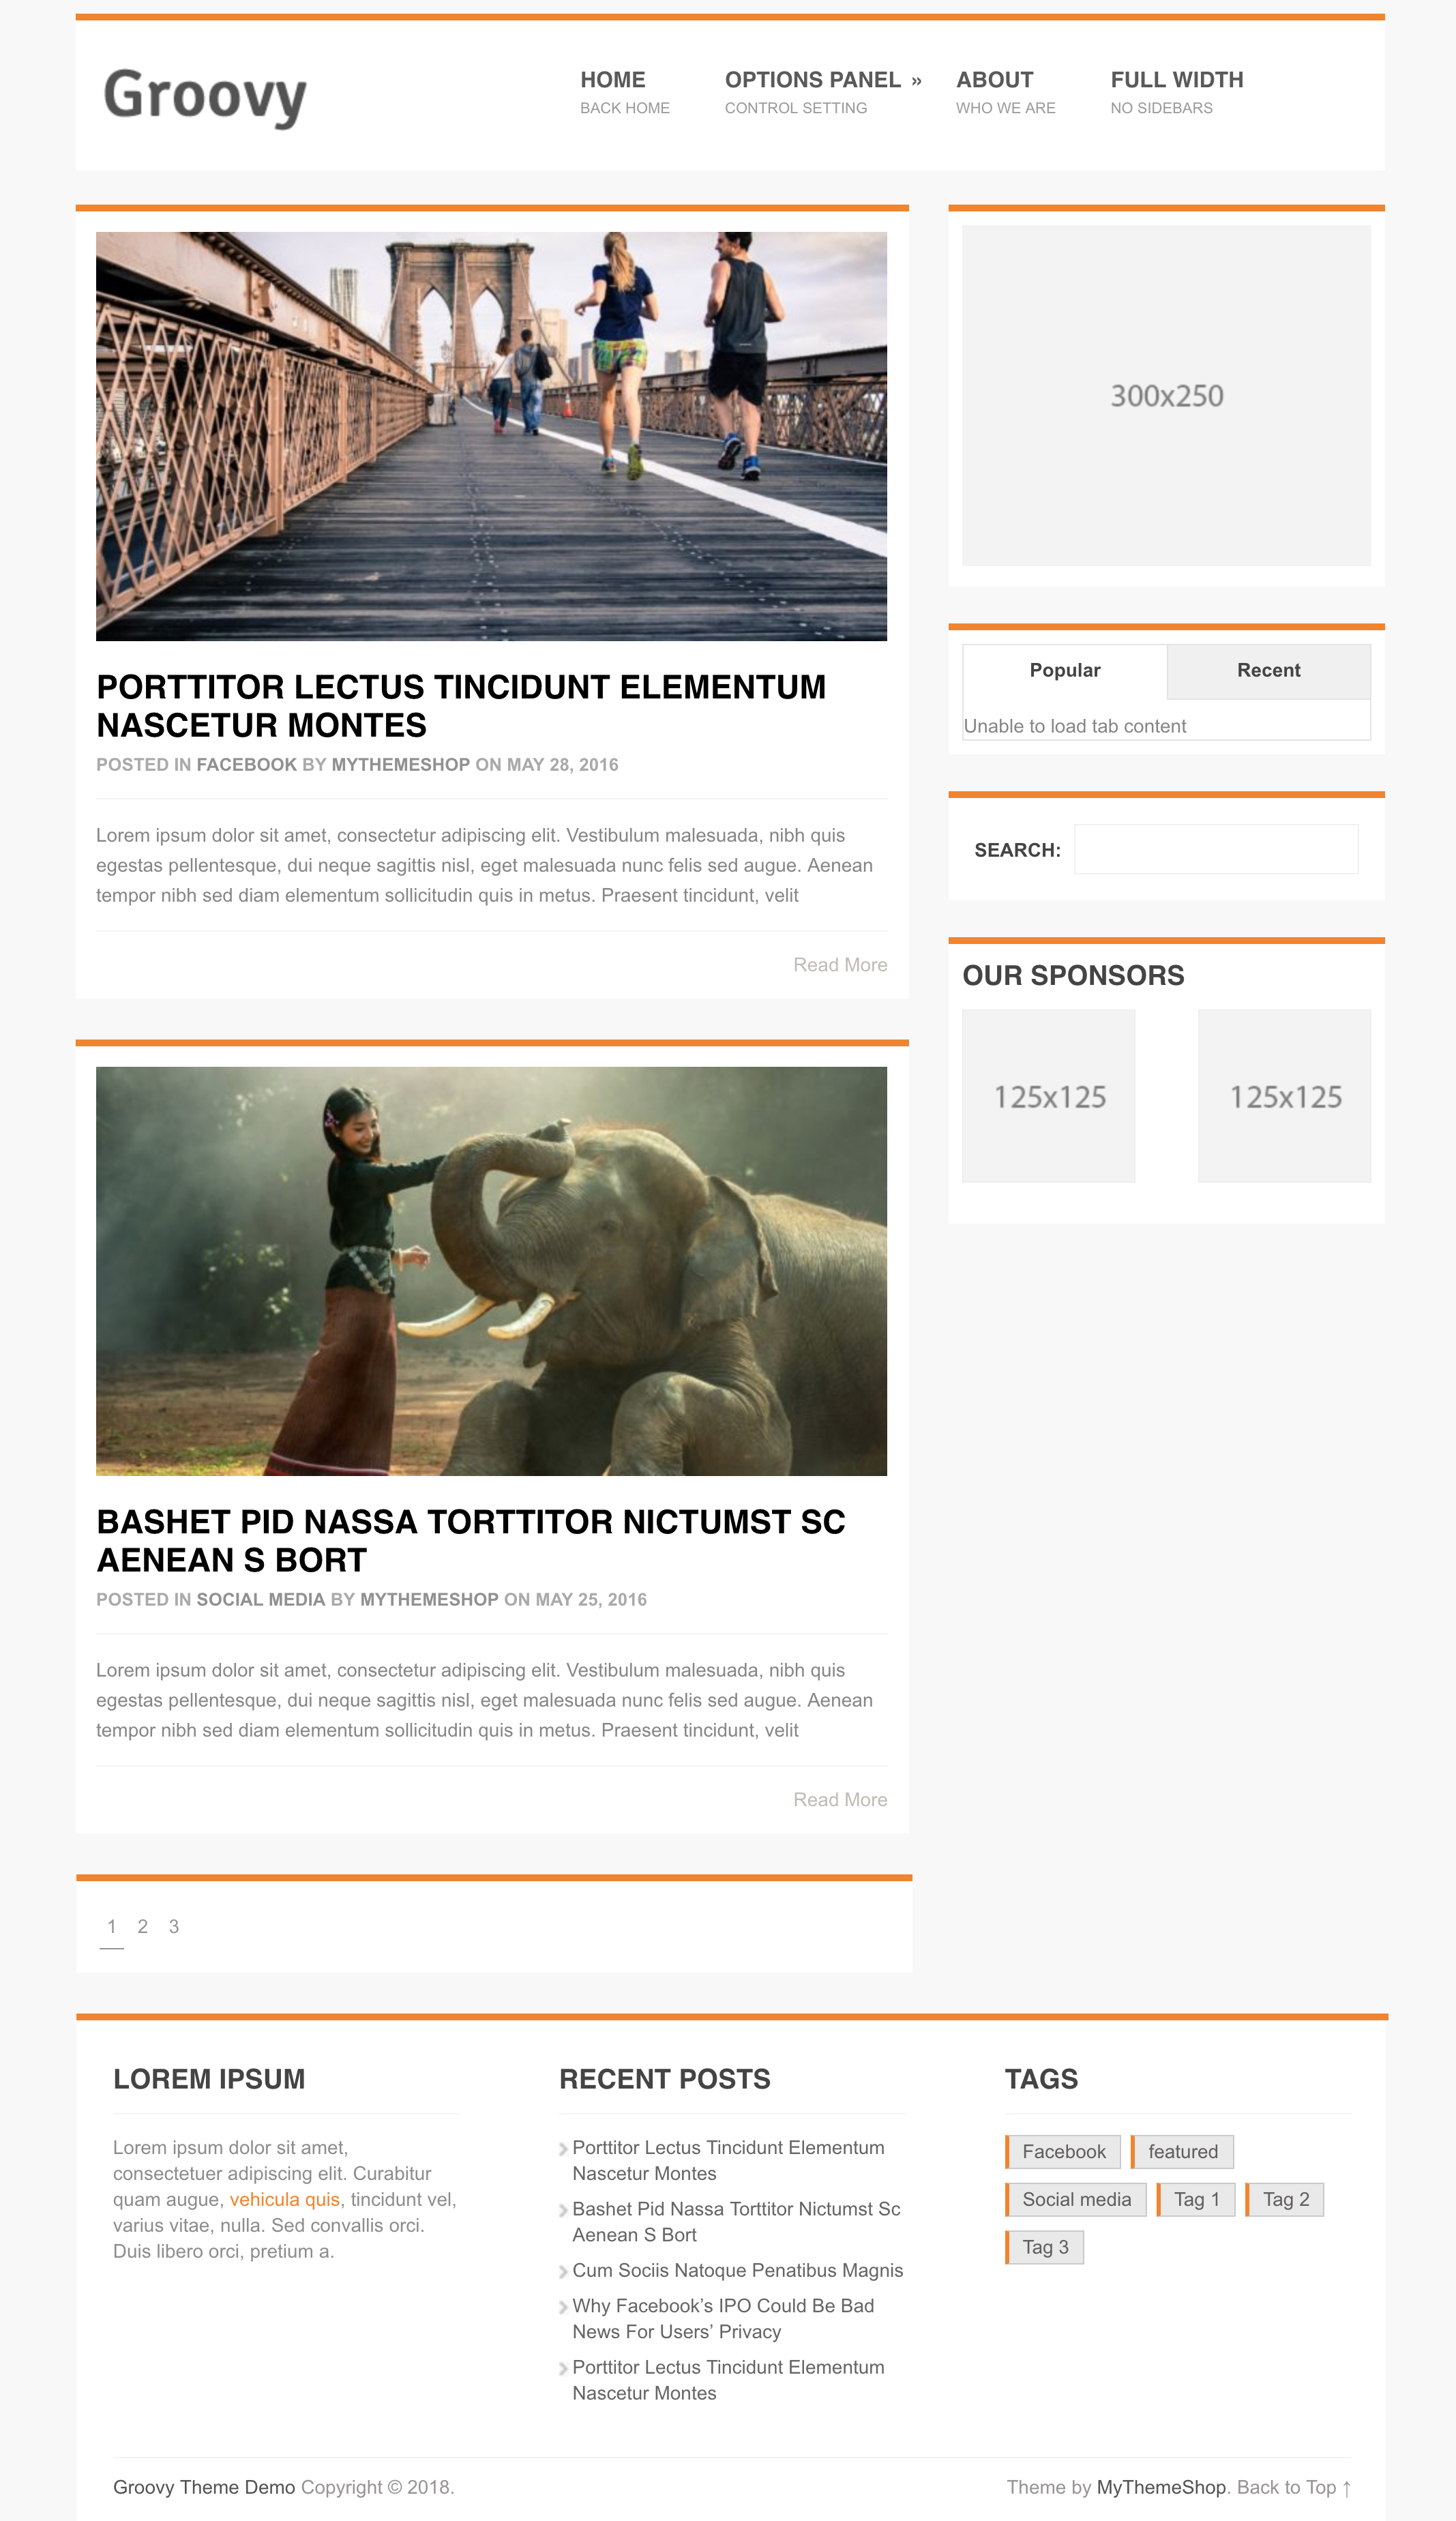 Groovy
HOME
BACK HOME
OPTIONS PANEL »
CONTROL SETTING
ABOUT
WHO WE ARE
FULL WIDTH
NO SIDEBARS
PORTTITOR LECTUS TINCIDUNT ELEMENTUM
NASCETUR MONTES
POSTED IN FACEBOOK BY MYTHEMESHOP ON MAY 28, 2016
Lorem ipsum dolor sit amet, consectetur adipiscing elit. Vestibulum malesuada, nibh quis
egestas pellentesque, dui neque sagittis nisl, eget malesuada nunc felis sed augue. Aenean
tempor nibh sed diam elementum sollicitudin quis in metus. Praesent tincidunt, velit
Read More
BASHET PID NASSA TORTTITOR NICTUMST SC
AENEAN S BORT
POSTED IN SOCIAL MEDIA BY MYTHEMESHOP ON MAY 25, 2016
Lorem ipsum dolor sit amet, consectetur adipiscing elit. Vestibulum malesuada, nibh quis
egestas pellentesque, dui neque sagittis nisl, eget malesuada nunc felis sed augue. Aenean
tempor nibh sed diam elementum sollicitudin quis in metus. Praesent tincidunt, velit
Read More
1 2 3
300x250
Popular
Recent
Unable to load tab content
SEARCH:
OUR SPONSORS
125x125
125x125
LOREM IPSUM
Lorem ipsum dolor sit amet,
consectetuer adipiscing elit. Curabitur
quam augue, vehicula quis, tincidunt vel,
varius vitae, nulla. Sed convallis orci.
Duis libero orci, pretium a.
RECENT POSTS
Porttitor Lectus Tincidunt Elementum
Nascetur Montes
Bashet Pid Nassa Torttitor Nictumst Sc
Aenean S Bort
Cum Sociis Natoque Penatibus Magnis
Why Facebook’s IPO Could Be Bad
News For Users’ Privacy
Porttitor Lectus Tincidunt Elementum
Nascetur Montes
TAGS
Facebook
featured
Social media
Tag 1
Tag 2
Tag 3
Groovy Theme Demo Copyright © 2018.
Theme by MyThemeShop. Back to Top ↑